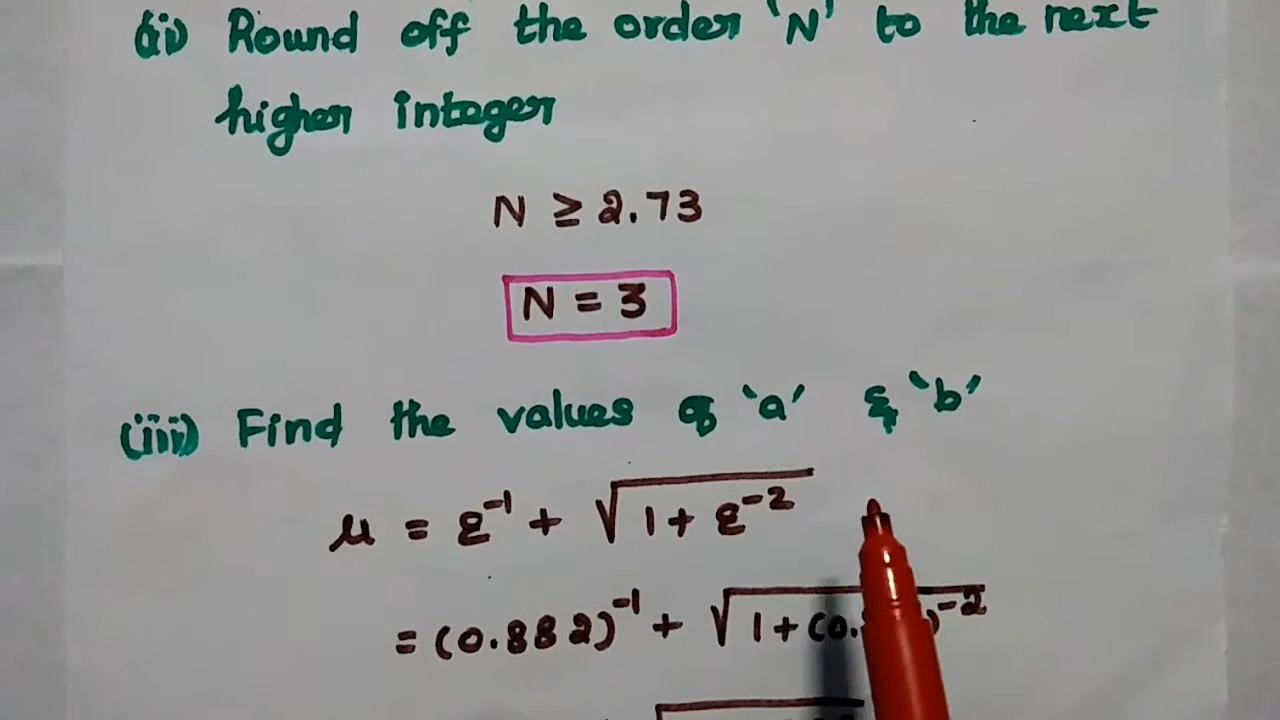 (ii) Round off the order 'N' to the next
higher integer
N ≥ 2.73
N = 3
(iii) Find the values of 'a' & 'b'
μ = ε⁻¹ + √(1 + ε⁻²)
= (0.882)⁻¹ + √(1 + (0. )⁻²